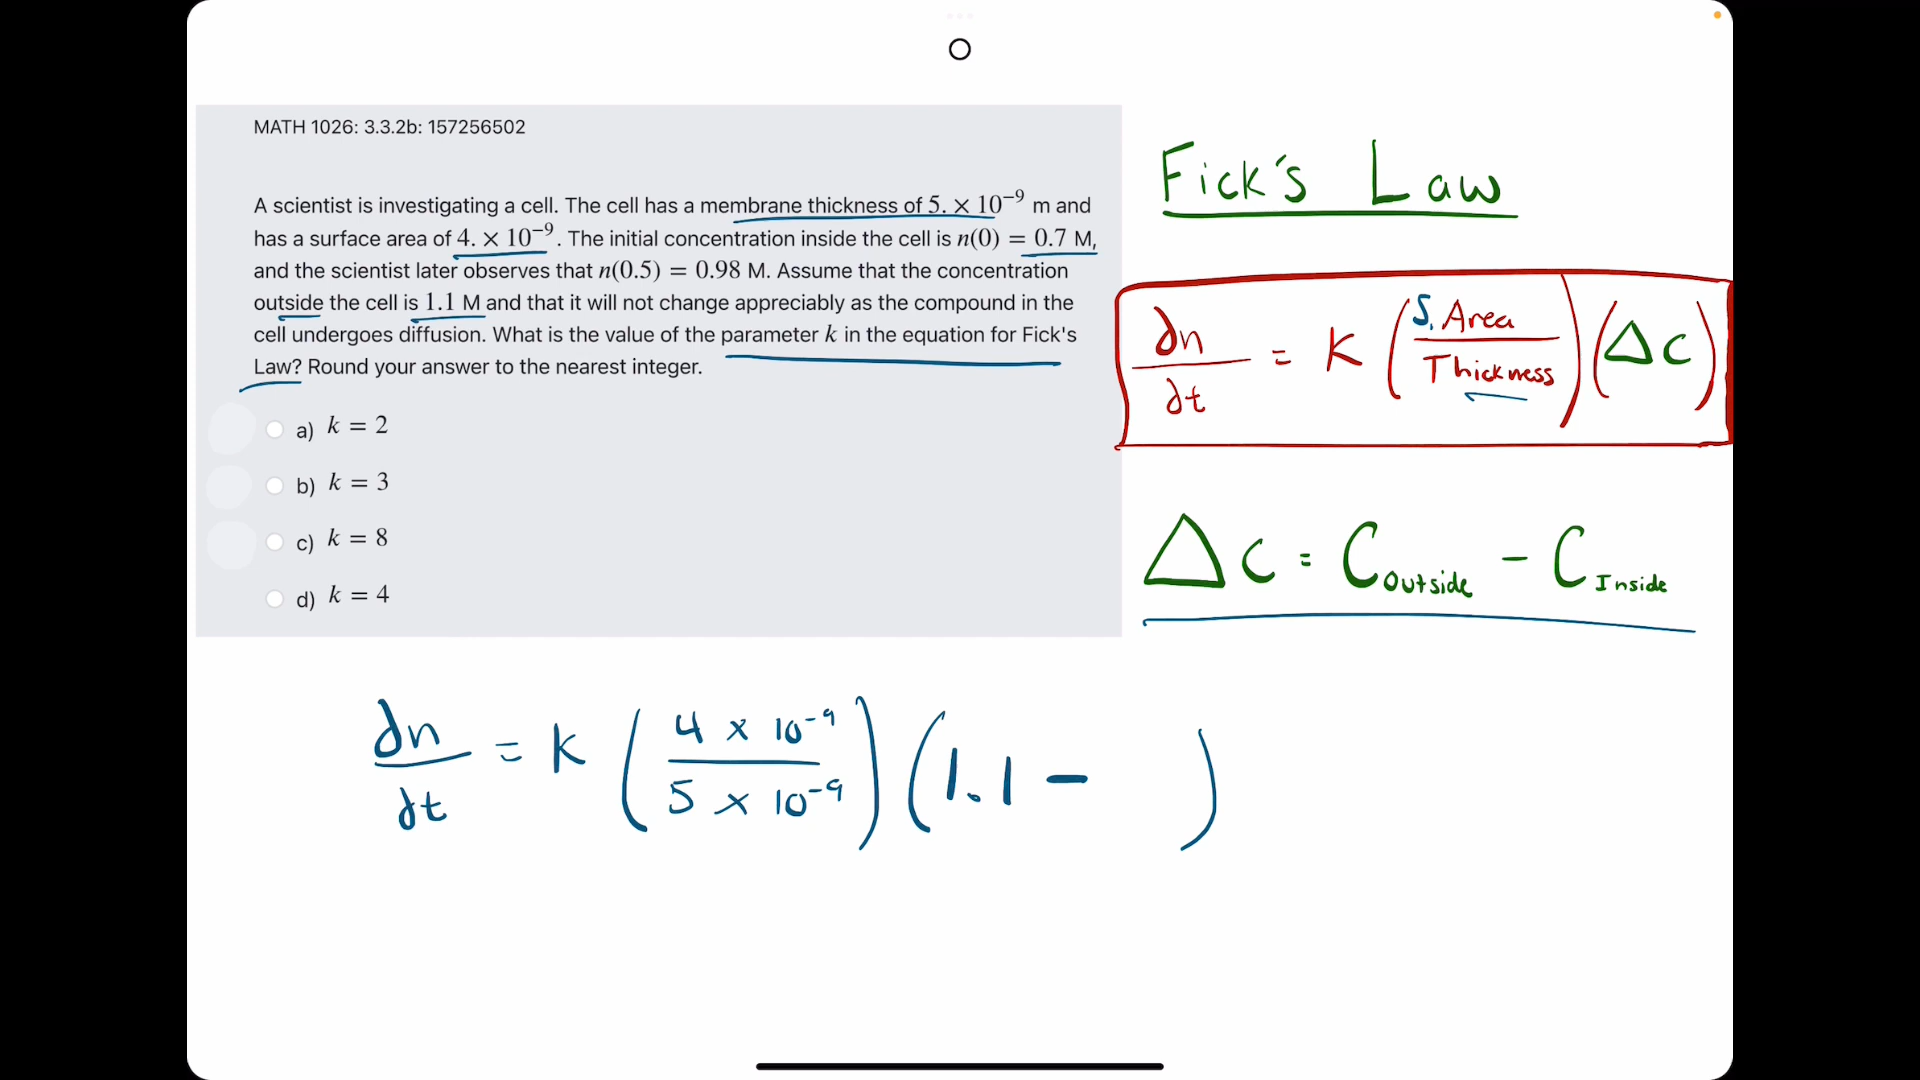 MATH 1026: 3.3.2b: 157256502
A scientist is investigating a cell. The cell has a membrane thickness of 5. × 10⁻⁹ m and
has a surface area of 4. × 10⁻⁹. The initial concentration inside the cell is n(0) = 0.7 M,
and the scientist later observes that n(0.5) = 0.98 M. Assume that the concentration
outside the cell is 1.1 M and that it will not change appreciably as the compound in the
cell undergoes diffusion. What is the value of the parameter k in the equation for Fick's
Law? Round your answer to the nearest integer.
a) k = 2
b) k = 3
c) k = 8
d) k = 4
Fick's Law
∂n/∂t = K (S. Area/Thickness) (ΔC)
ΔC = C Outside - C Inside
∂n/∂t = K (4 × 10⁻⁹/5 × 10⁻⁹) (1.1 - )